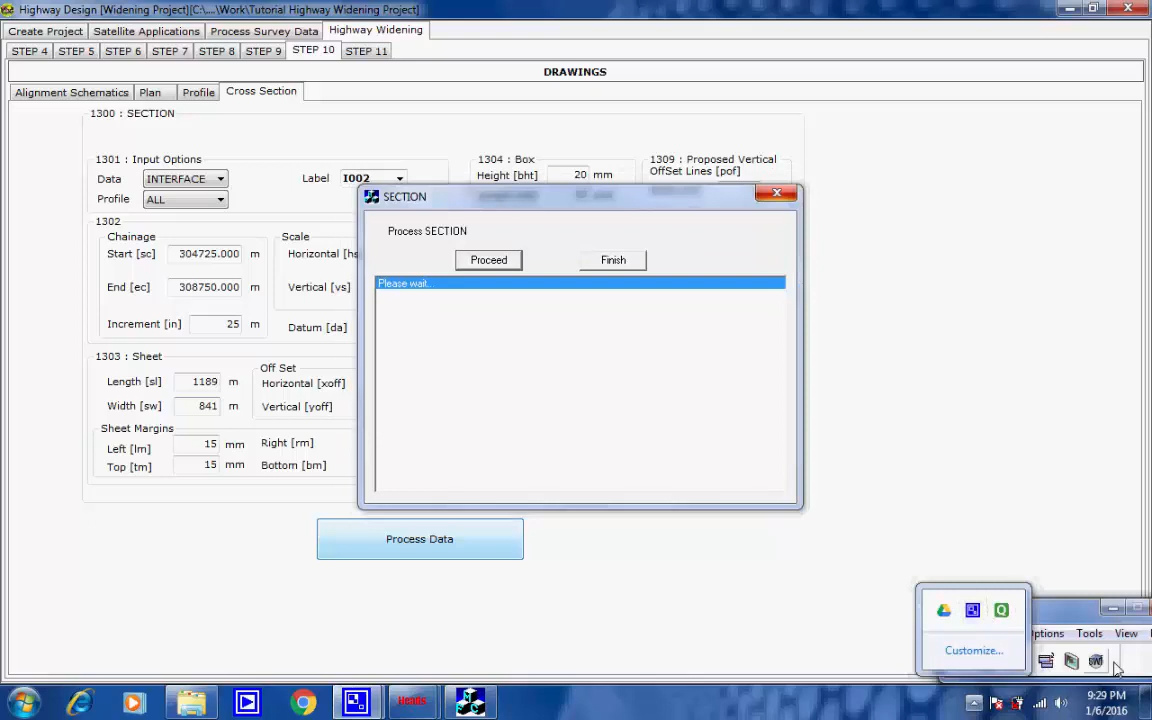 Highway Design [Widening Project][C:\....\Work\Tutorial Highway Widening Project]
Create Project Satellite Applications Process Survey Data Highway Widening
STEP 4 STEP 5 STEP 6 STEP 7 STEP 8 STEP 9 STEP 10 STEP 11
DRAWINGS
Alignment Schematics Plan Profile Cross Section
1300 : SECTION
1301 : Input Options
Data INTERFACE Label I002
Profile ALL
1304 : Box
Height [bht] 20 mm
1309 : Proposed Vertical
OffSet Lines [pof]
1302
Chainage
Start [sc] 304725.000 m
End [ec] 308750.000 m
Increment [in] 25 m
Scale
Horizontal [hs
Vertical [vs]
Datum [da]
1303 : Sheet
Length [sl] 1189 m
Width [sw] 841 m
Off Set
Horizontal [xoff]
Vertical [yoff]
Sheet Margins
Left [lm] 15 mm Right [rm]
Top [tm] 15 mm Bottom [bm]
SECTION
Process SECTION
Proceed Finish
Please wait...
Process Data
Customize...
ptions Tools View
Heads
9:29 PM
1/6/2016